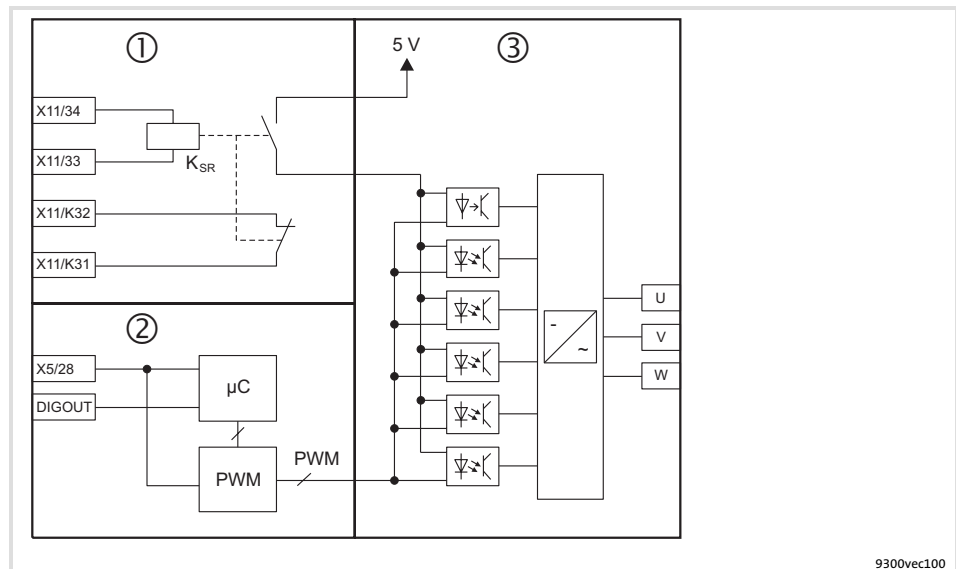 ①
5 V
③
X11/34
X11/33
K_SR
X11/K32
X11/K31
②
X5/28
DIGOUT
µC
PWM
PWM
-
~
U
V
W
9300vec100